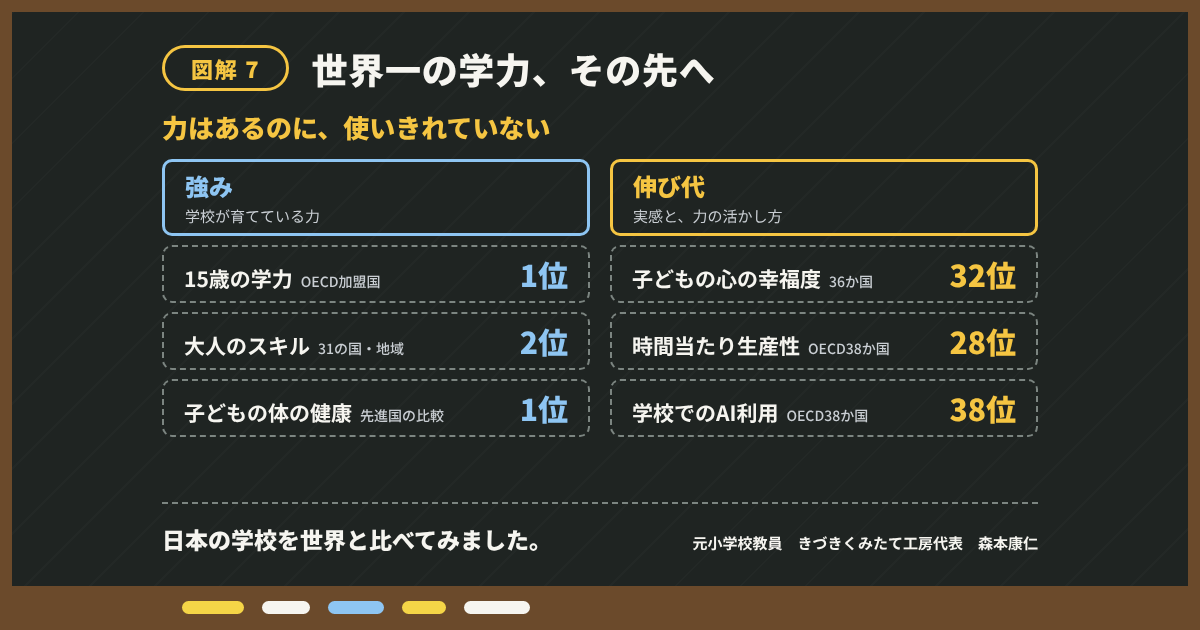 図解 7
世界一の学力、その先へ
力はあるのに、使いきれていない
強み
学校が育てている力
15歳の学力 OECD加盟国 1位
大人のスキル 31の国・地域 2位
子どもの体の健康 先進国の比較 1位
伸び代
実感と、力の活かし方
子どもの心の幸福度 36か国 32位
時間当たり生産性 OECD38か国 28位
学校でのAI利用 OECD38か国 38位
日本の学校を世界と比べてみました。
元小学校教員 きづきくみたて工房代表 森本康仁